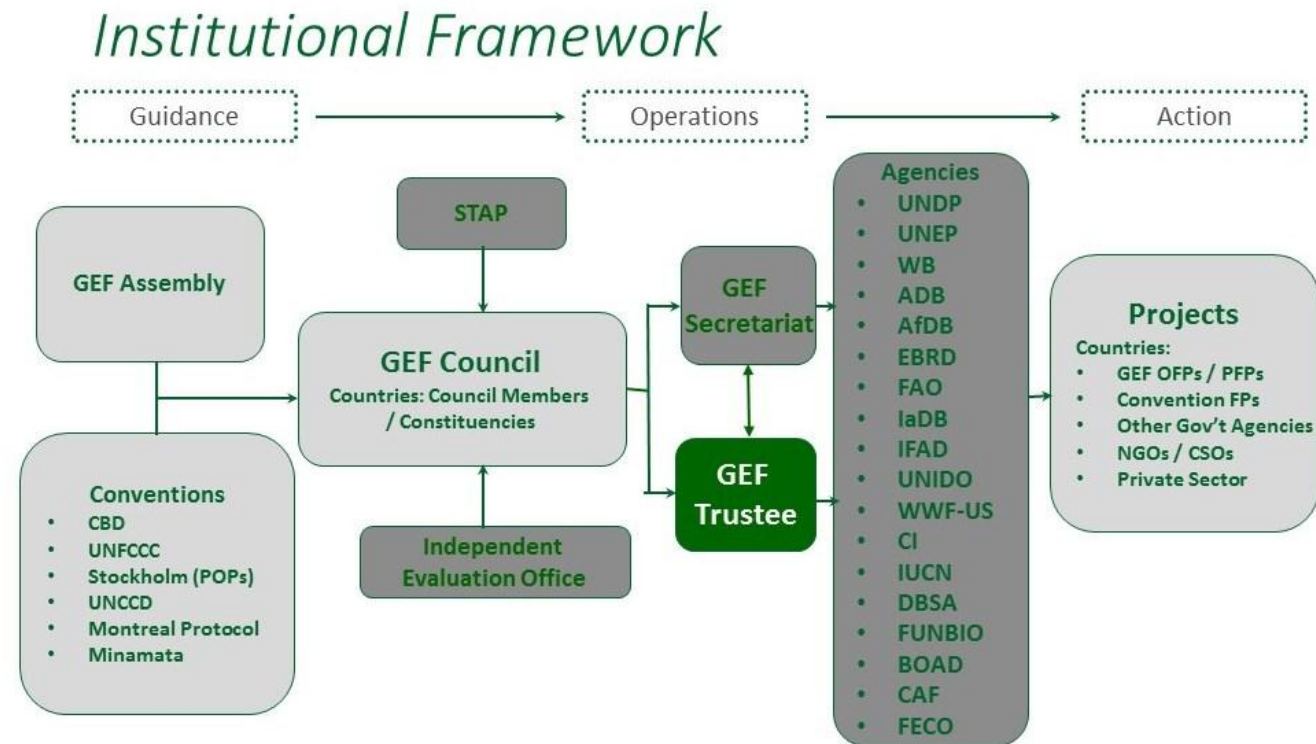 Institutional Framework
Guidance
Operations
Action
GEF Assembly
Conventions
• CBD
• UNFCCC
• Stockholm (POPs)
• UNCCD
• Montreal Protocol
• Minamata
STAP
GEF Council
Countries: Council Members
/ Constituencies
Independent
Evaluation Office
GEF
Secretariat
GEF
Trustee
Agencies
• UNDP
• UNEP
• WB
• ADB
• AfDB
• EBRD
• FAO
• IaDB
• IFAD
• UNIDO
• WWF-US
• CI
• IUCN
• DBSA
• FUNBIO
• BOAD
• CAF
• FECO
Projects
Countries:
• GEF OFPs / PFPs
• Convention FPs
• Other Gov’t Agencies
• NGOs / CSOs
• Private Sector